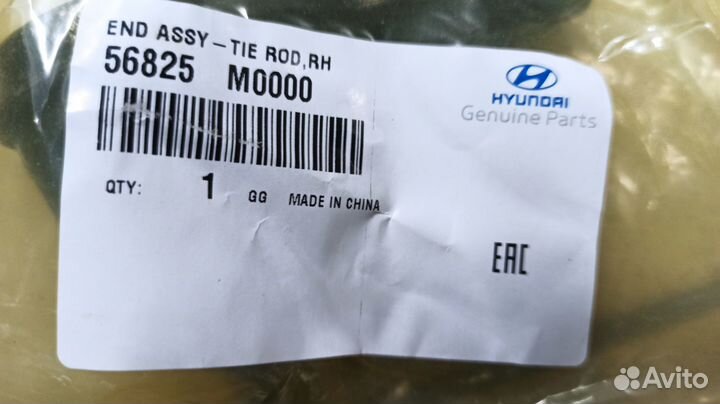 END ASSY-TIE ROD,RH
56825 M0000
HYUNDAI
Genuine Parts
QTY: 1 GG MADE IN CHINA
EAC
Avito